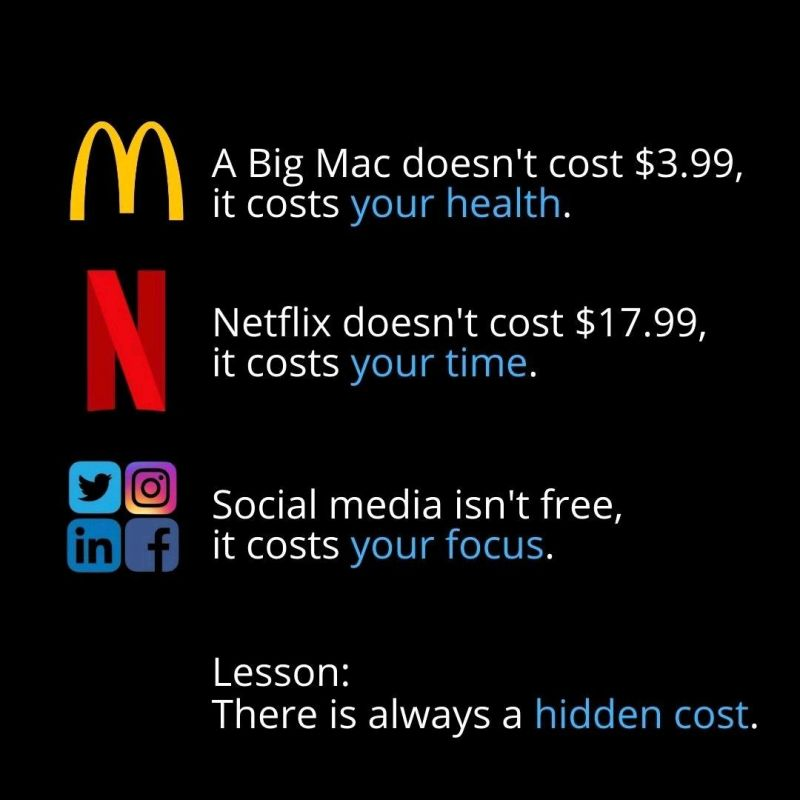 A Big Mac doesn't cost $3.99,
it costs your health.
Netflix doesn't cost $17.99,
it costs your time.
in f
Social media isn't free,
it costs your focus.
Lesson:
There is always a hidden cost.